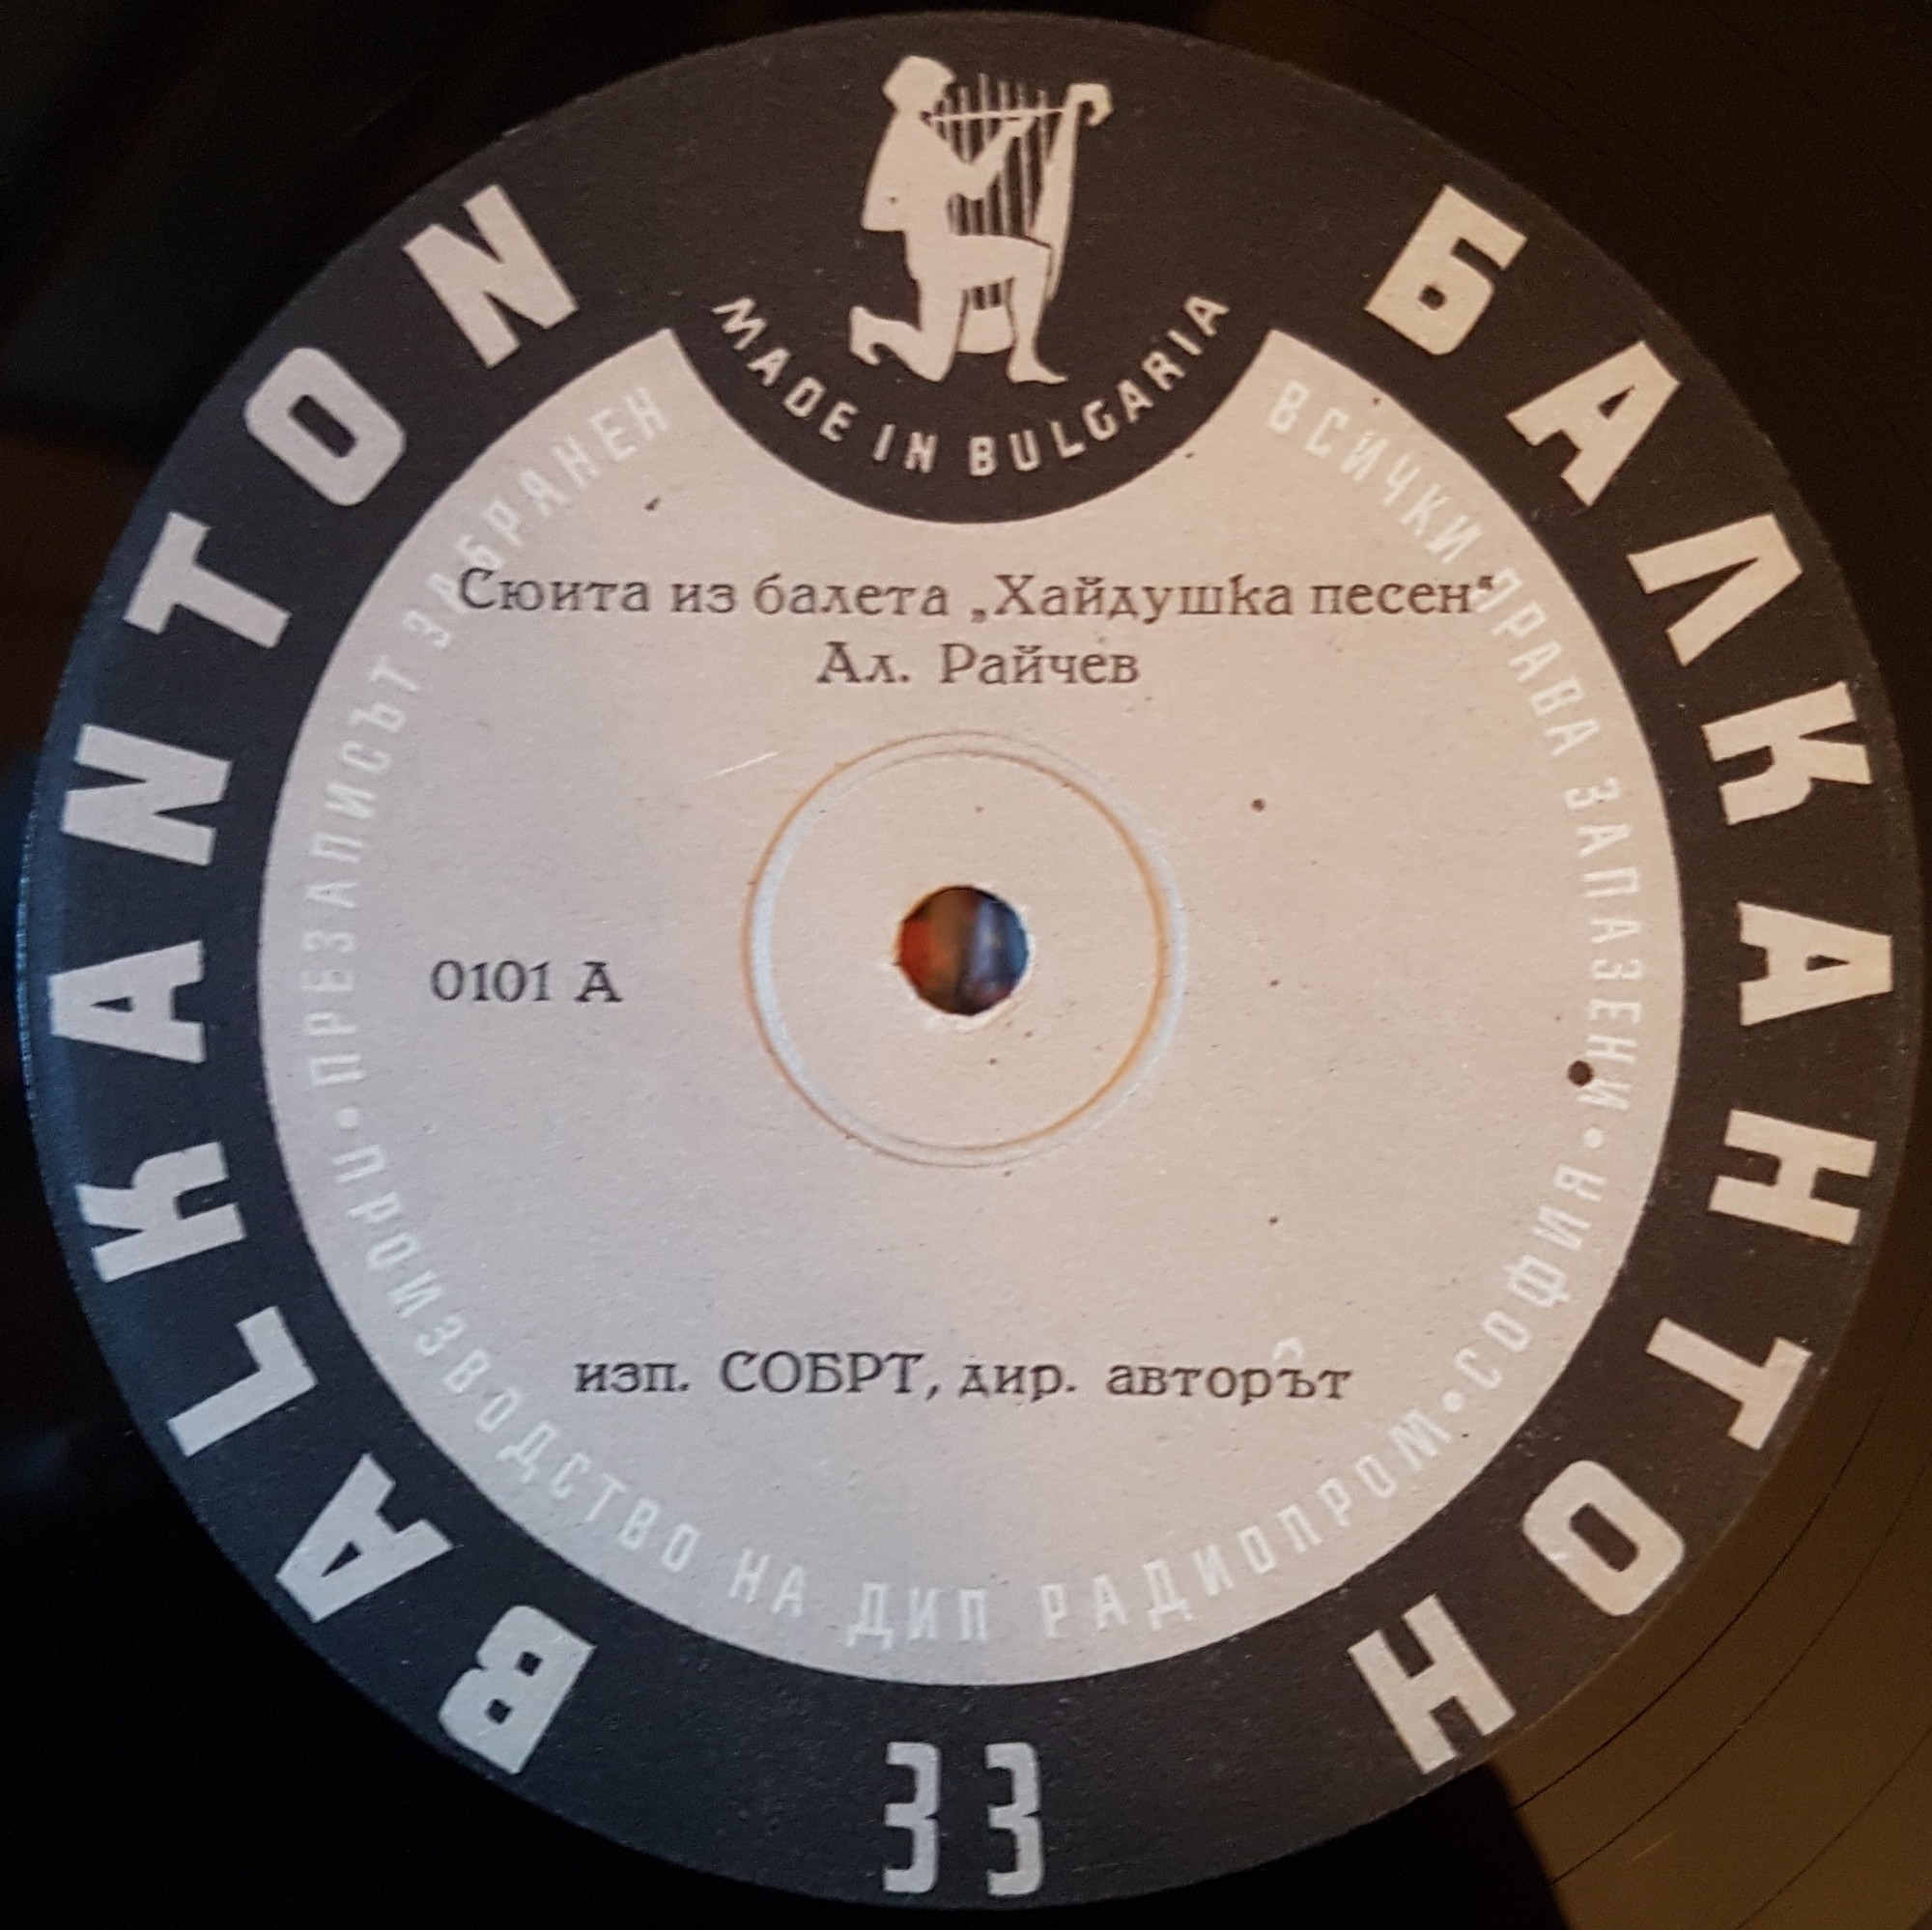 MADE IN BULGARIA
BALKANTON
БАЛКАНТОН
Сюита из балета „Хайдушка песен“
Ал. Райчев
0101 А
изп. СОБРТ, дир. авторът
ВСИЧКИ ПРАВА ЗАПАЗЕНИ • СОФИЯ • ПРОИЗВОДСТВО НА ДИП РАДИОПРОМ • ПРЕЗАПИСЪТ ЗАБРАНЕН
33